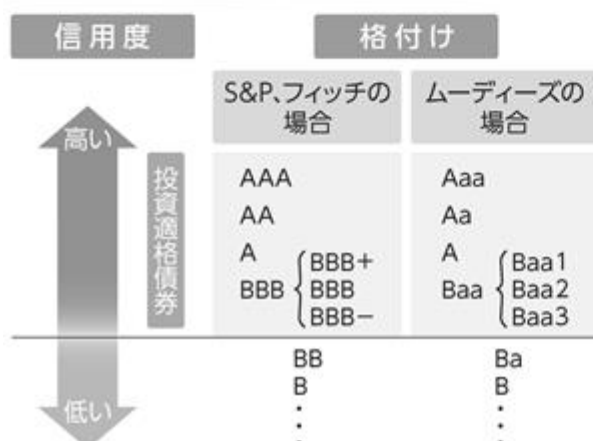 信用度
格付け
S&P、フィッチの
場合
ムーディーズの
場合
高い
投資適格債券
AAA
Aaa
AA
Aa
A
A
BBB
BBB+
BBB
BBB−
Baa
Baa1
Baa2
Baa3
BB
Ba
B
B
低い